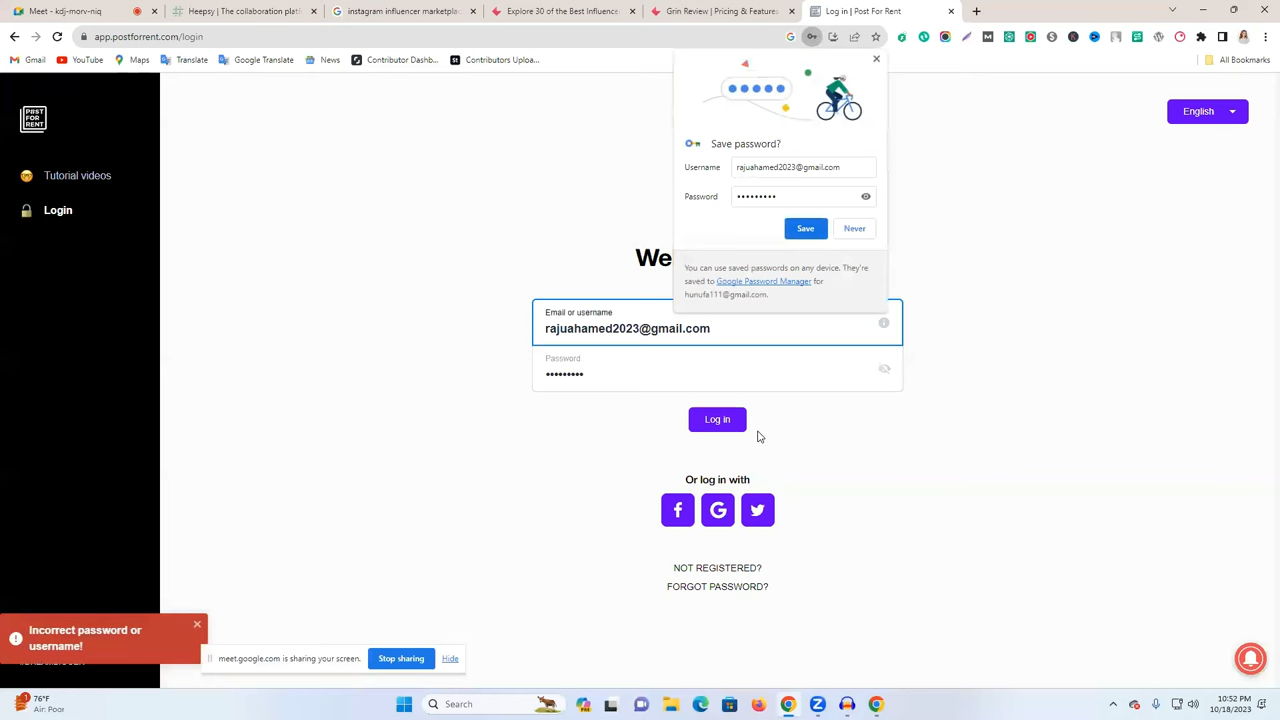 Meet - kdj-morv-niq
Heepsy: The collaboration platf
instagram influencer marketplac
Explore 30 of the Best Influenc
Grin Review | Pricing & Features
Log in | Post For Rent
app.postforrent.com/login
Gmail
YouTube
Maps
Translate
Google Translate
News
Contributor Dashb...
Contributors Uploa...
All Bookmarks
POST
FOR
RENT
Tutorial videos
Login
English
Save password?
Username
rajuahamed2023@gmail.com
Password
•••••••••
Save
Never
You can use saved passwords on any device. They're
saved to Google Password Manager for
hunufa111@gmail.com.
We
Email or username
rajuahamed2023@gmail.com
Password
•••••••••
Log in
Or log in with
NOT REGISTERED?
FORGOT PASSWORD?
Incorrect password or
username!
meet.google.com is sharing your screen.
Stop sharing
Hide
76°F
Air: Poor
Search
10:52 PM
10/18/2023